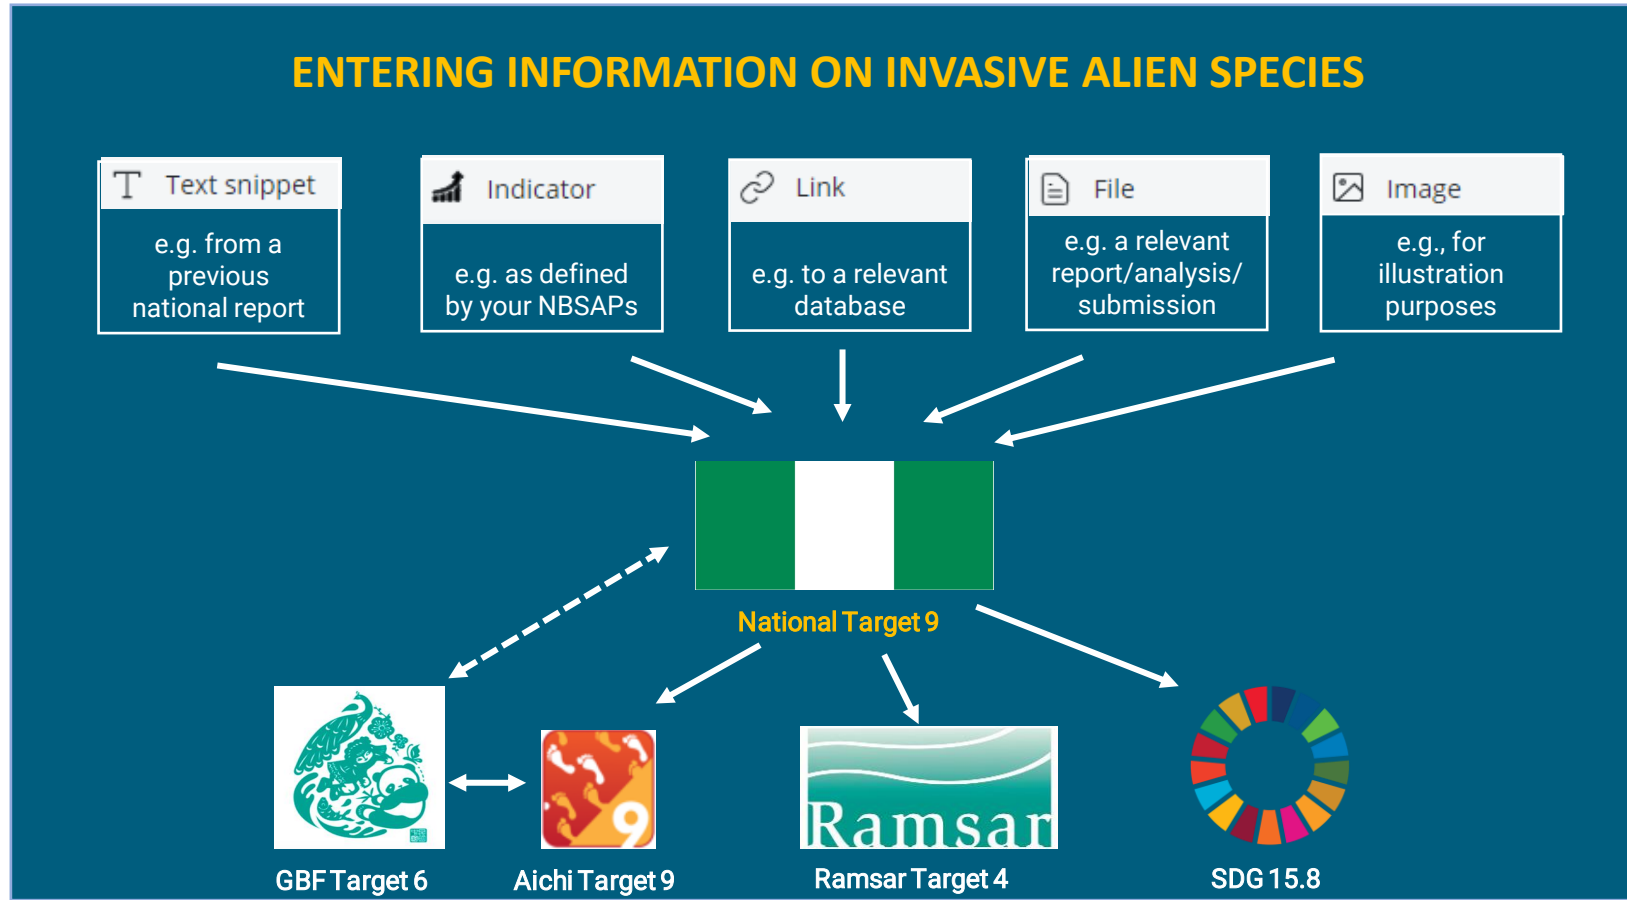 ENTERING INFORMATION ON INVASIVE ALIEN SPECIES
Text snippet
e.g. from a
previous
national report
Indicator
e.g. as defined
by your NBSAPs
Link
e.g. to a relevant
database
File
e.g. a relevant
report/analysis/
submission
Image
e.g., for
illustration
purposes
National Target 9
9
Ramsar
GBF Target 6
Aichi Target 9
Ramsar Target 4
SDG 15.8